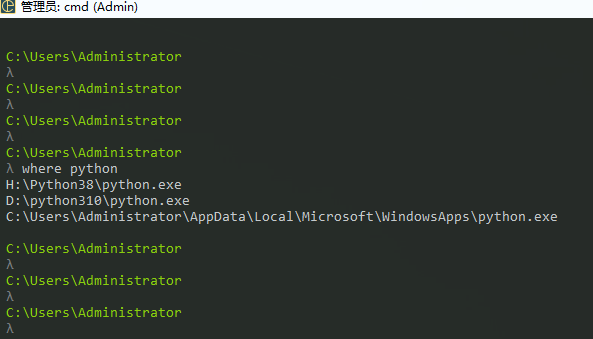 管理员: cmd (Admin)
C:\Users\Administrator
λ
C:\Users\Administrator
λ
C:\Users\Administrator
λ
C:\Users\Administrator
λ where python
H:\Python38\python.exe
D:\python310\python.exe
C:\Users\Administrator\AppData\Local\Microsoft\WindowsApps\python.exe
C:\Users\Administrator
λ
C:\Users\Administrator
λ
C:\Users\Administrator
λ